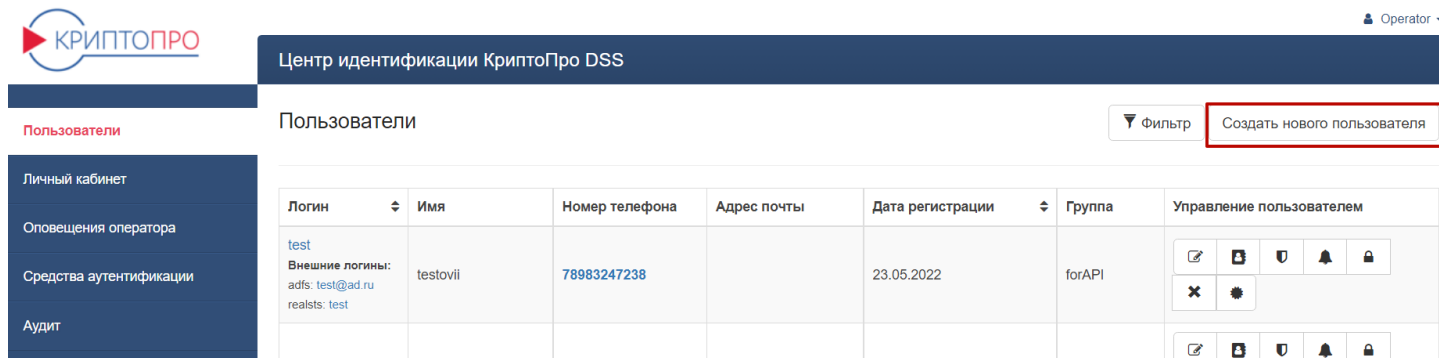 КРИПТОПРО
Operator
Центр идентификации КриптоПро DSS
Пользователи
Личный кабинет
Оповещения оператора
Средства аутентификации
Аудит
Пользователи
Фильтр
Создать нового пользователя
Логин Имя Номер телефона Адрес почты Дата регистрации Группа Управление пользователем
test
Внешние логины:
adfs: test@ad.ru
realsts: test
testovii
78983247238
23.05.2022
forAPI